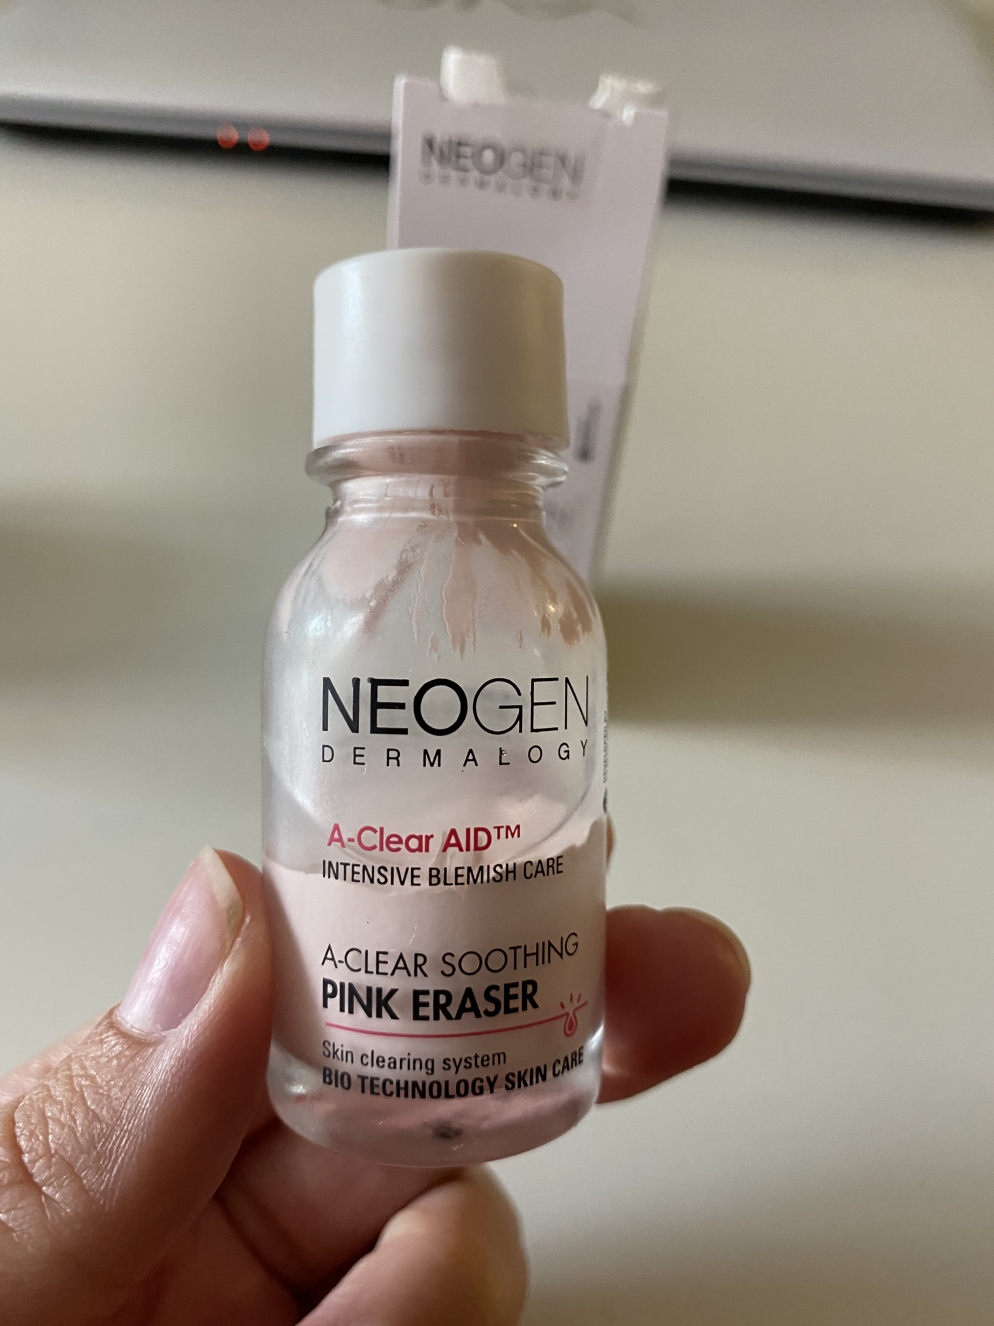 NEOGEN
DERMALOGY
NEOGEN
DERMALOGY
A-Clear AID™
INTENSIVE BLEMISH CARE
A-CLEAR SOOTHING
PINK ERASER
Skin clearing system
BIO TECHNOLOGY SKIN CARE